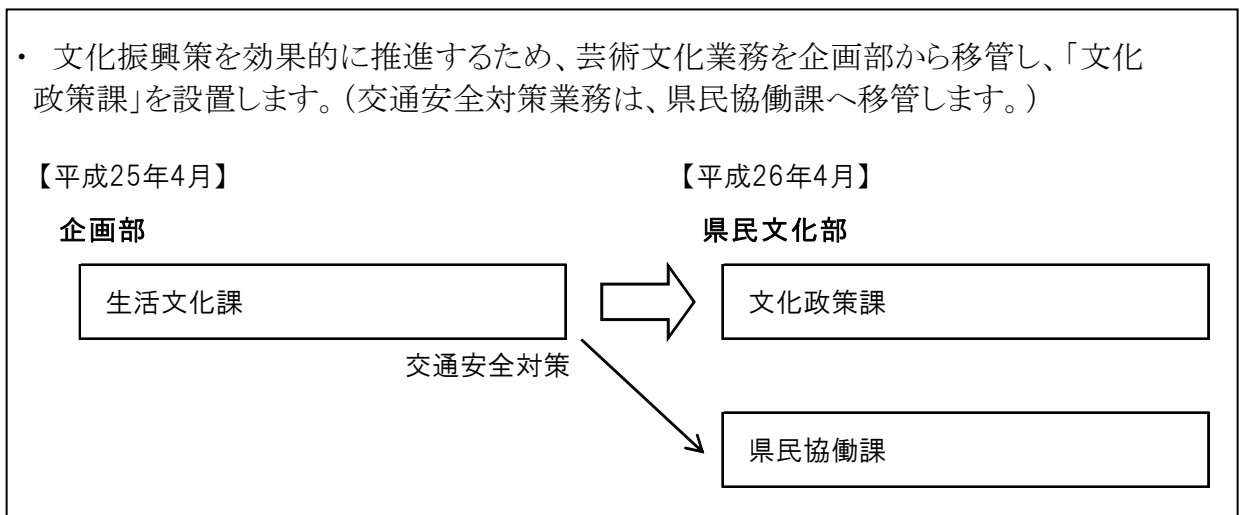 ・ 文化振興策を効果的に推進するため、芸術文化業務を企画部から移管し、「文化
政策課」を設置します。（交通安全対策業務は、県民協働課へ移管します。）
【平成25年4月】 【平成26年4月】
企画部 県民文化部
生活文化課 文化政策課
交通安全対策
県民協働課